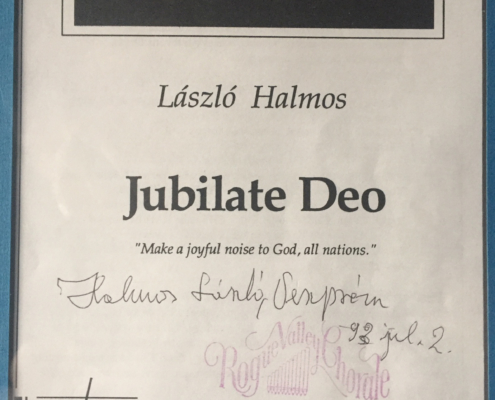 László Halmos
Jubilate Deo
"Make a joyful noise to God, all nations."
Halmos László, Veszprém
93 jul. 2.
Rogue Valley Chorale